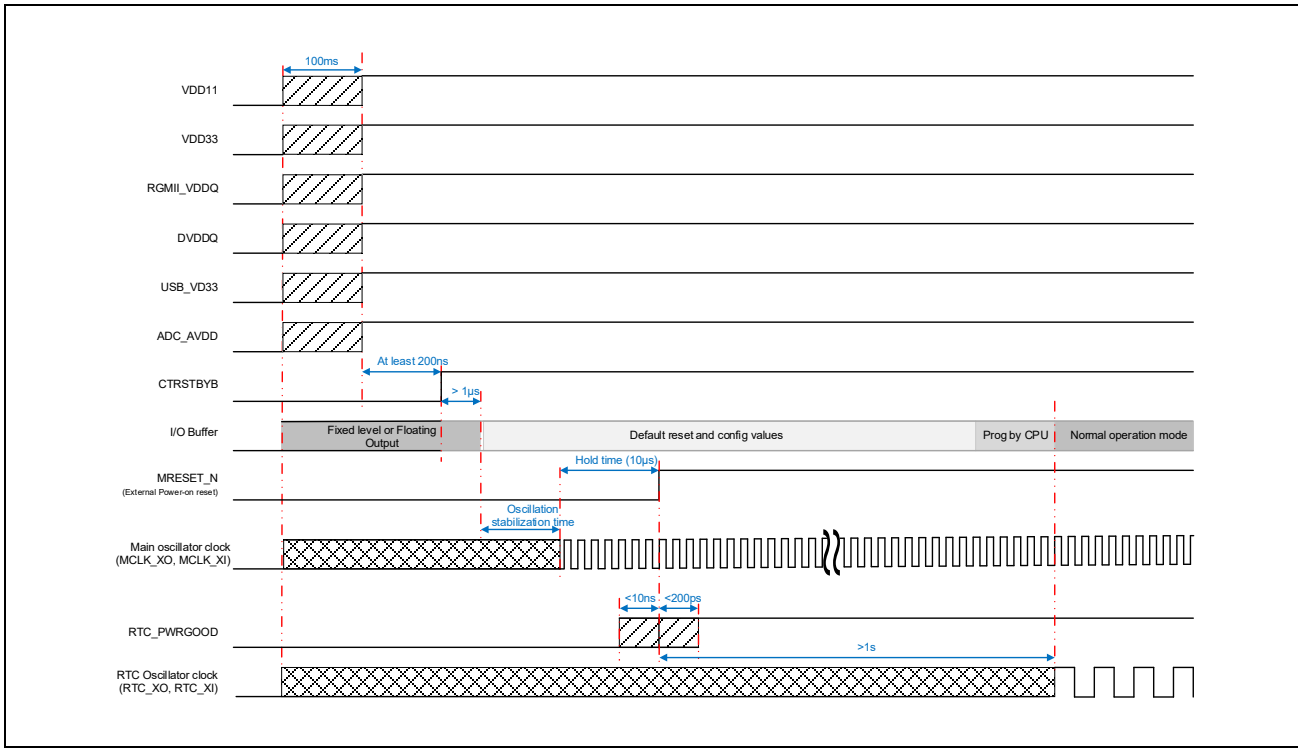 100ms
VDD11
VDD33
RGMII_VDDQ
DVDDQ
USB_VD33
ADC_AVDD
At least 200ns
CTRSTBYB
> 1μs
I/O Buffer
Fixed level or Floating
Output
Default reset and config values
Prog by CPU
Normal operation mode
Hold time (10μs)
MRESET_N
(External Power-on reset)
Oscillation
stabilization time
Main oscillator clock
(MCLK_XO, MCLK_XI)
<10ns
<200ps
RTC_PWRGOOD
>1s
RTC Oscillator clock
(RTC_XO, RTC_XI)